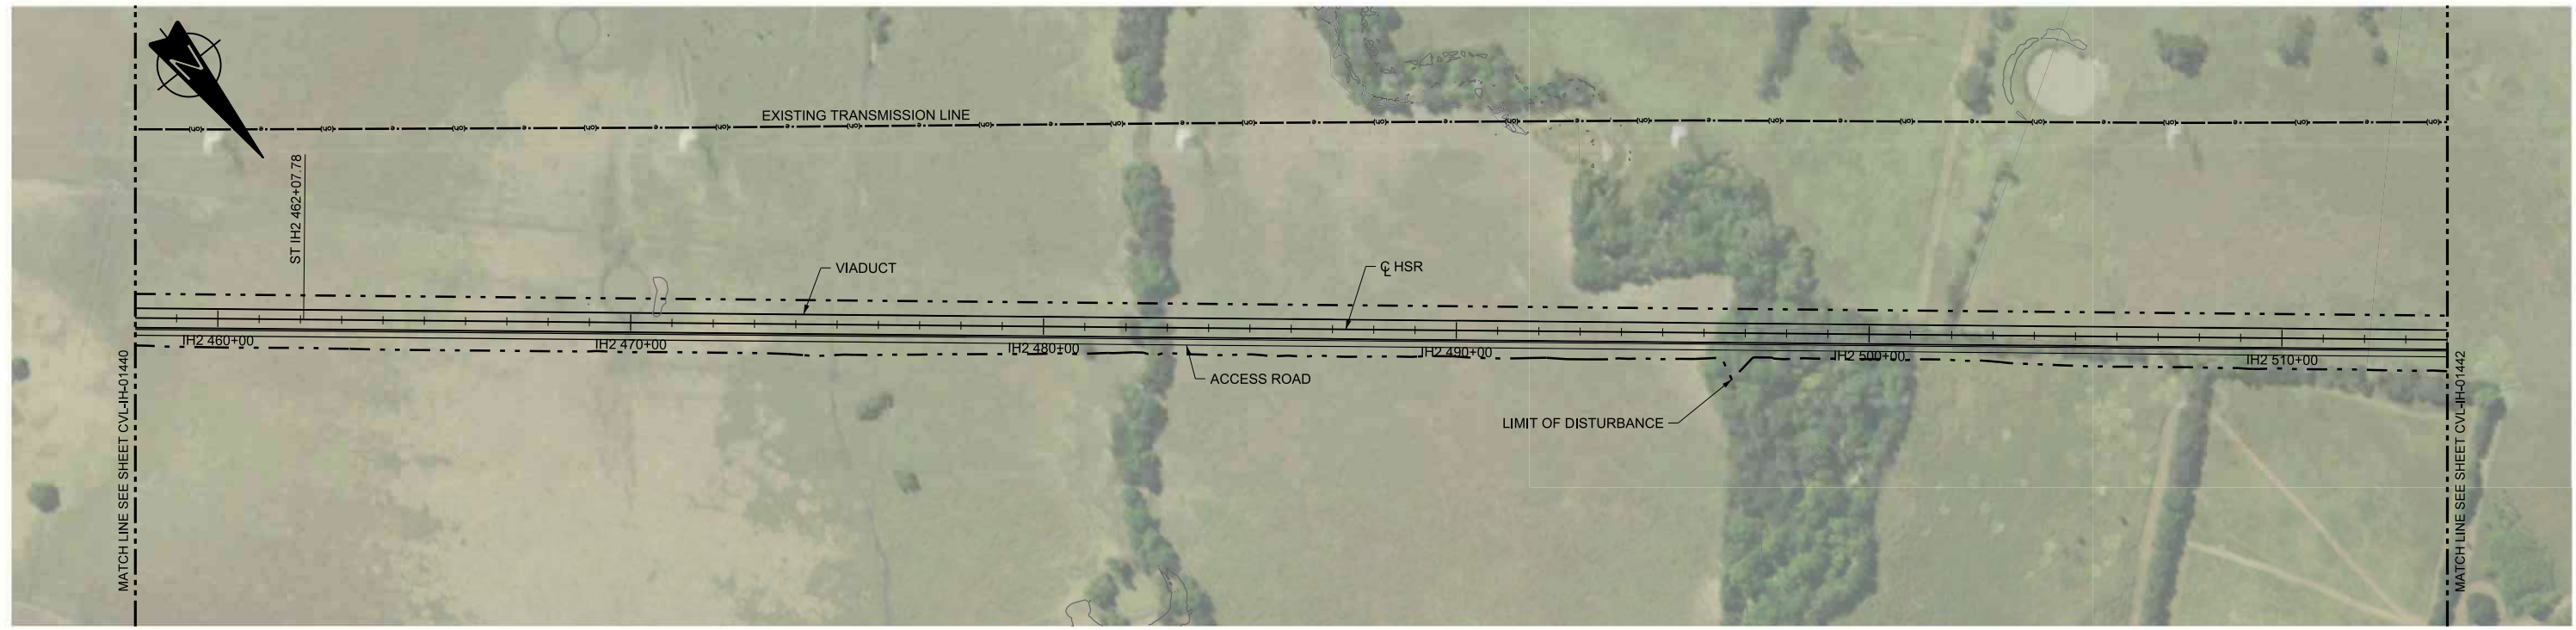 N
EXISTING TRANSMISSION LINE
ST IH2 462+07.78
VIADUCT
℄ HSR
IH2 460+00
IH2 470+00
IH2 480+00
IH2 490+00
IH2 500+00
IH2 510+00
ACCESS ROAD
LIMIT OF DISTURBANCE
MATCH LINE SEE SHEET CVL-IH-01440
MATCH LINE SEE SHEET CVL-IH-01442